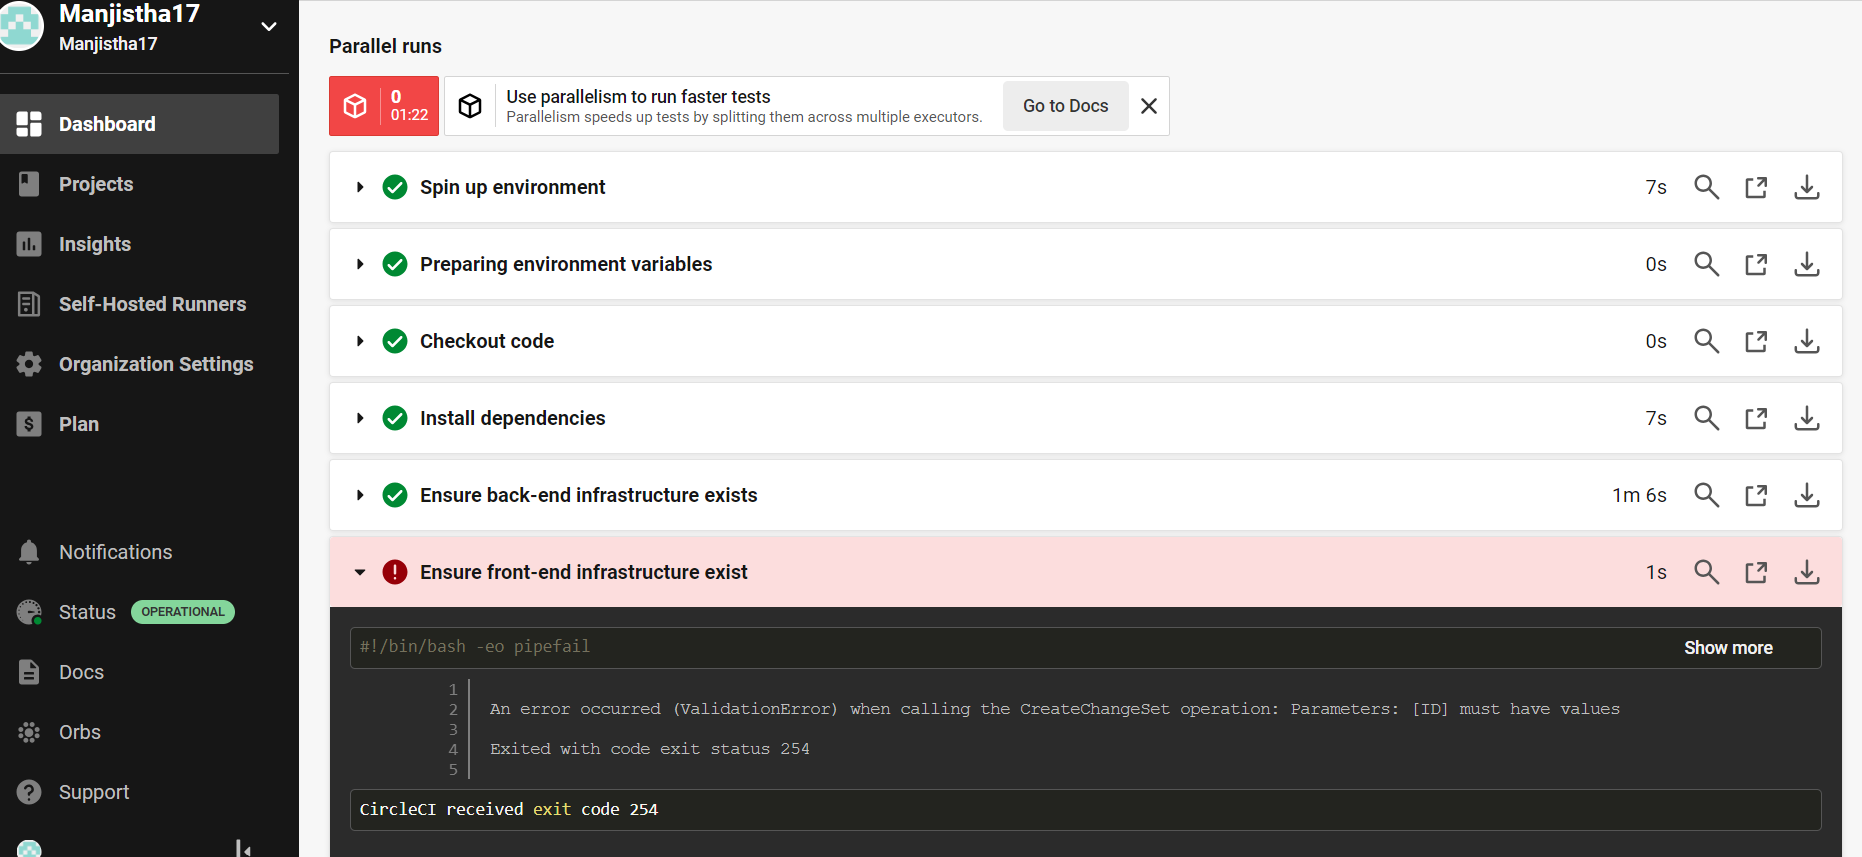 Manjistha17
Manjistha17
Dashboard
Projects
Insights
Self-Hosted Runners
Organization Settings
Plan
Notifications
Status OPERATIONAL
Docs
Orbs
Support
Parallel runs
0
01:22
Use parallelism to run faster tests
Parallelism speeds up tests by splitting them across multiple executors.
Go to Docs
Spin up environment 7s
Preparing environment variables 0s
Checkout code 0s
Install dependencies 7s
Ensure back-end infrastructure exists 1m 6s
Ensure front-end infrastructure exist 1s
#!/bin/bash -eo pipefail Show more
1
2 An error occurred (ValidationError) when calling the CreateChangeSet operation: Parameters: [ID] must have values
3
4 Exited with code exit status 254
5
CircleCI received exit code 254